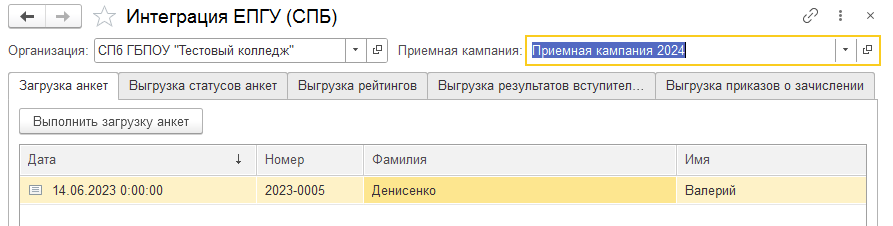 Интеграция ЕПГУ (СПБ)
Организация: СПб ГБПОУ "Тестовый колледж" Приемная кампания: Приемная кампания 2024
Загрузка анкет Выгрузка статусов анкет Выгрузка рейтингов Выгрузка результатов вступител... Выгрузка приказов о зачислении
Выполнить загрузку анкет
Дата Номер Фамилия Имя
14.06.2023 0:00:00 2023-0005 Денисенко Валерий